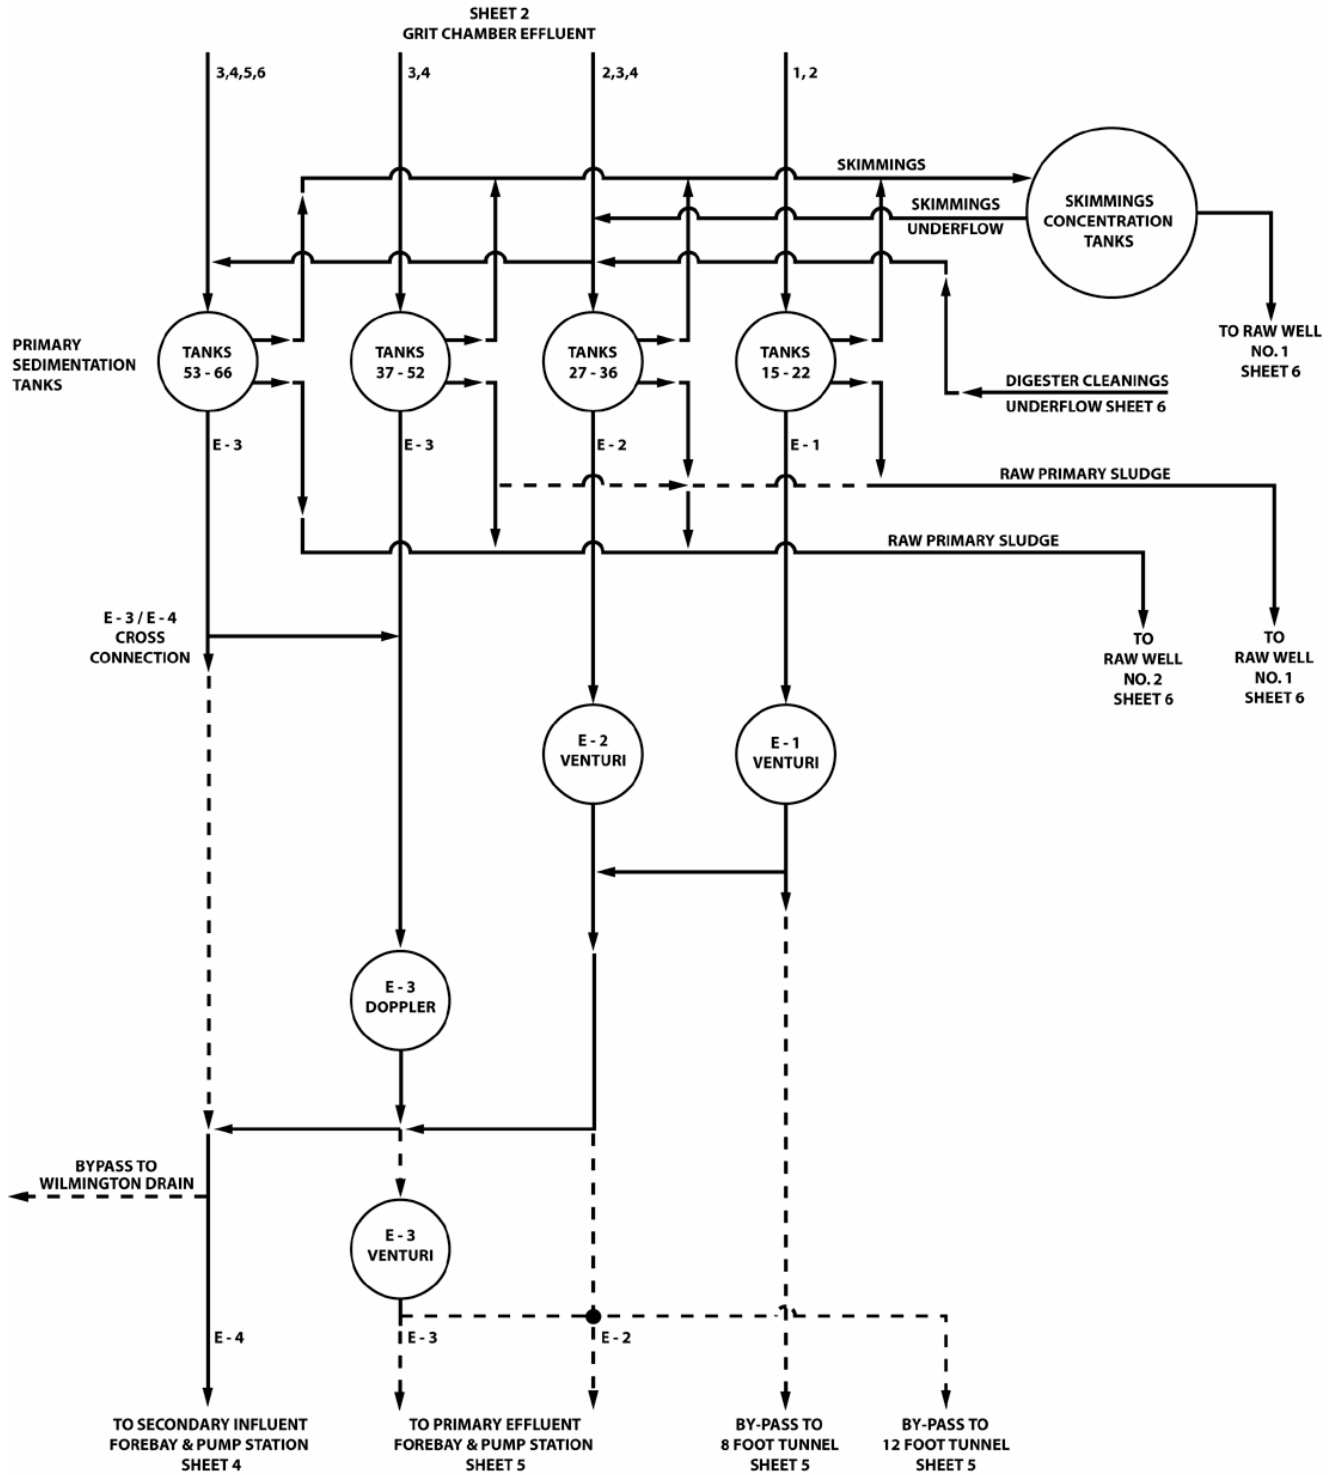 SHEET 2
GRIT CHAMBER EFFLUENT
3,4,5,6
3,4
2,3,4
1, 2
SKIMMINGS
SKIMMINGS
UNDERFLOW
SKIMMINGS
CONCENTRATION
TANKS
TO RAW WELL
NO. 1
SHEET 6
PRIMARY
SEDIMENTATION
TANKS
TANKS
53 - 66
TANKS
37 - 52
TANKS
27 - 36
TANKS
15 - 22
DIGESTER CLEANINGS
UNDERFLOW SHEET 6
E - 3
E - 3
E - 2
E - 1
RAW PRIMARY SLUDGE
RAW PRIMARY SLUDGE
E - 3 / E - 4
CROSS
CONNECTION
TO
RAW WELL
NO. 2
SHEET 6
TO
RAW WELL
NO. 1
SHEET 6
E - 2
VENTURI
E - 1
VENTURI
E - 3
DOPPLER
BYPASS TO
WILMINGTON DRAIN
E - 3
VENTURI
E - 4
E - 3
E - 2
TO SECONDARY INFLUENT
FOREBAY & PUMP STATION
SHEET 4
TO PRIMARY EFFLUENT
FOREBAY & PUMP STATION
SHEET 5
BY-PASS TO
8 FOOT TUNNEL
SHEET 5
BY-PASS TO
12 FOOT TUNNEL
SHEET 5